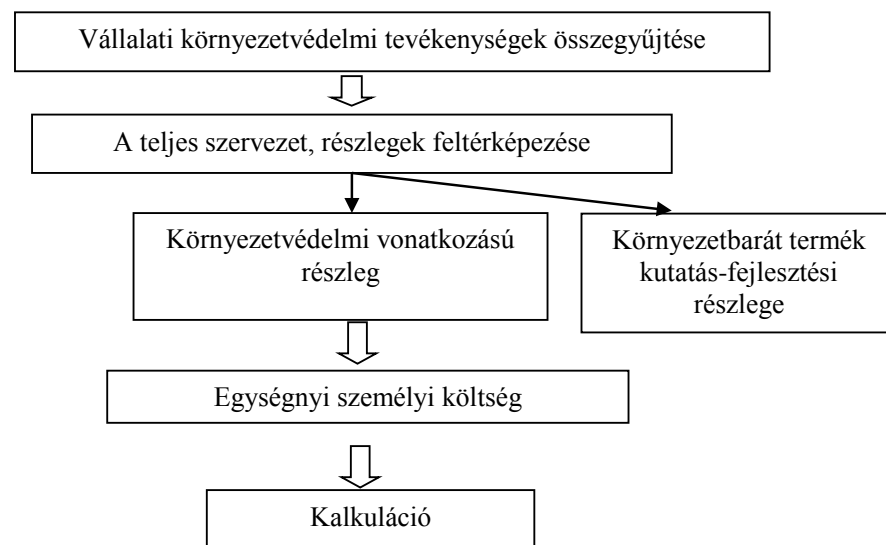 Vállalati környezetvédelmi tevékenységek összegyűjtése
A teljes szervezet, részlegek feltérképezése
Környezetvédelmi vonatkozású
részleg
Környezetbarát termék
kutatás-fejlesztési
részlege
Egységnyi személyi költség
Kalkuláció